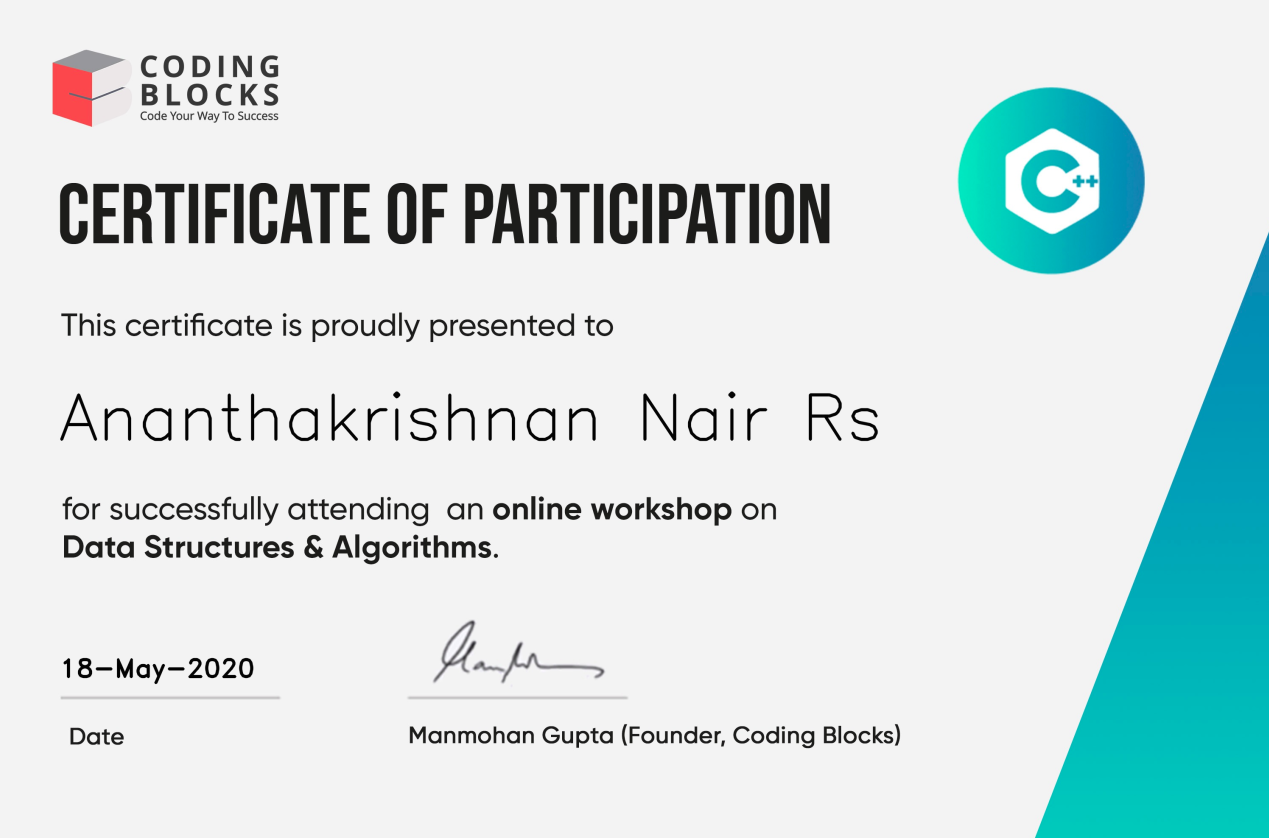 CODING
BLOCKS
Code Your Way To Success
C++
CERTIFICATE OF PARTICIPATION
This certificate is proudly presented to
Ananthakrishnan Nair Rs
for successfully attending an online workshop on
Data Structures & Algorithms.
18-May-2020
Date
Manmohan Gupta (Founder, Coding Blocks)